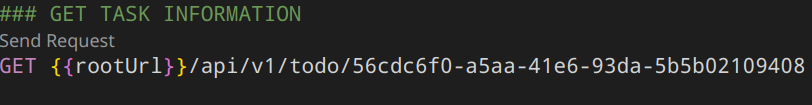 ### GET TASK INFORMATION
Send Request
GET {{rootUrl}}/api/v1/todo/56cdc6f0-a5aa-41e6-93da-5b5b02109408